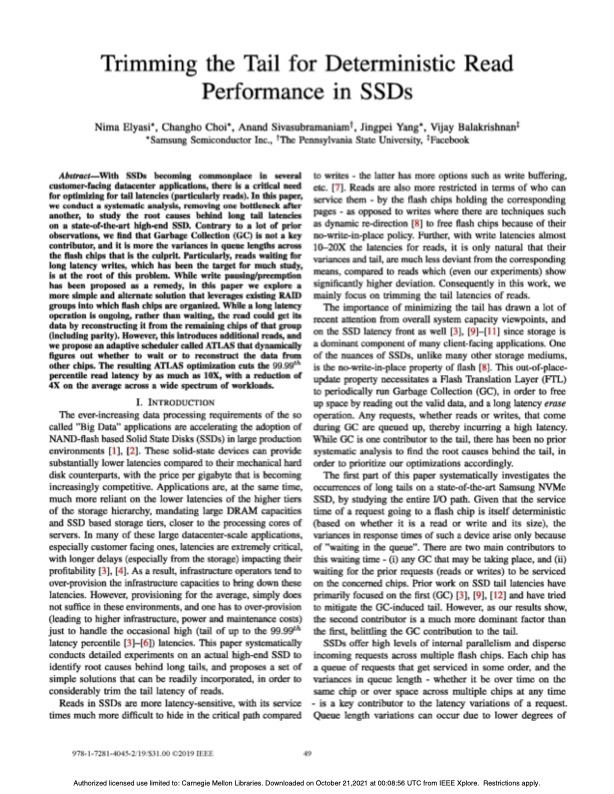 Trimming the Tail for Deterministic Read
Performance in SSDs
Nima Elyasi*, Changho Choi*, Anand Sivasubramaniam†, Jingpei Yang*, Vijay Balakrishnan‡
*Samsung Semiconductor Inc., †The Pennsylvania State University, ‡Facebook
Abstract—With SSDs becoming commonplace in several
customer-facing datacenter applications, there is a critical need
for optimizing for tail latencies (particularly reads). In this paper,
we conduct a systematic analysis, removing one bottleneck after
another, to study the root causes behind long tail latencies
on a state-of-the-art high-end SSD. Contrary to a lot of prior
observations, we find that Garbage Collection (GC) is not a key
contributor, and it is more the variances in queue lengths across
the flash chips that is the culprit. Particularly, reads waiting for
long latency writes, which has been the target for much study,
is at the root of this problem. While write pausing/preemption
has been proposed as a remedy, in this paper we explore a
more simple and alternate solution that leverages existing RAID
groups into which flash chips are organized. While a long latency
operation is ongoing, rather than waiting, the read could get its
data by reconstructing it from the remaining chips of that group
(including parity). However, this introduces additional reads, and
we propose an adaptive scheduler called ATLAS that dynamically
figures out whether to wait or to reconstruct the data from
other chips. The resulting ATLAS optimization cuts the 99.99th
percentile read latency by as much as 10X, with a reduction of
4X on the average across a wide spectrum of workloads.
I. INTRODUCTION
The ever-increasing data processing requirements of the so
called "Big Data" applications are accelerating the adoption of
NAND-flash based Solid State Disks (SSDs) in large production
environments [1], [2]. These solid-state devices can provide
substantially lower latencies compared to their mechanical hard
disk counterparts, with the price per gigabyte that is becoming
increasingly competitive. Applications are, at the same time,
much more reliant on the lower latencies of the higher tiers
of the storage hierarchy, mandating large DRAM capacities
and SSD based storage tiers, closer to the processing cores of
servers. In many of these large datacenter-scale applications,
especially customer facing ones, latencies are extremely critical,
with longer delays (especially from the storage) impacting their
profitability [3], [4]. As a result, infrastructure operators tend to
over-provision the infrastructure capacities to bring down these
latencies. However, provisioning for the average, simply does
not suffice in these environments, and one has to over-provision
(leading to higher infrastructure, power and maintenance costs)
just to handle the occasional high (tail of up to the 99.99th
latency percentile [3]–[6]) latencies. This paper systematically
conducts detailed experiments on an actual high-end SSD to
identify root causes behind long tails, and proposes a set of
simple solutions that can be readily incorporated, in order to
considerably trim the tail latency of reads.
Reads in SSDs are more latency-sensitive, with its service
times much more difficult to hide in the critical path compared
to writes - the latter has more options such as write buffering,
etc. [7]. Reads are also more restricted in terms of who can
service them - by the flash chips holding the corresponding
pages - as opposed to writes where there are techniques such
as dynamic re-direction [8] to free flash chips because of their
no-write-in-place policy. Further, with write latencies almost
10–20X the latencies for reads, it is only natural that their
variances and tail, are much less deviant from the corresponding
means, compared to reads which (even our experiments) show
significantly higher deviation. Consequently in this work, we
mainly focus on trimming the tail latencies of reads.
The importance of minimizing the tail has drawn a lot of
recent attention from overall system capacity viewpoints, and
on the SSD latency front as well [3], [9]–[11] since storage is
a dominant component of many client-facing applications. One
of the nuances of SSDs, unlike many other storage mediums,
is the no-write-in-place property of flash [8]. This out-of-place-
update property necessitates a Flash Translation Layer (FTL)
to periodically run Garbage Collection (GC), in order to free
up space by reading out the valid data, and a long latency erase
operation. Any requests, whether reads or writes, that come
during GC are queued up, thereby incurring a high latency.
While GC is one contributor to the tail, there has been no prior
systematic analysis to find the root causes behind the tail, in
order to prioritize our optimizations accordingly.
The first part of this paper systematically investigates the
occurrences of long tails on a state-of-the-art Samsung NVMe
SSD, by studying the entire I/O path. Given that the service
time of a request going to a flash chip is itself deterministic
(based on whether it is a read or write and its size), the
variances in response times of such a device arise only because
of "waiting in the queue". There are two main contributors to
this waiting time - (i) any GC that may be taking place, and (ii)
waiting for the prior requests (reads or writes) to be serviced
on the concerned chips. Prior work on SSD tail latencies have
primarily focused on the first (GC) [3], [9], [12] and have tried
to mitigate the GC-induced tail. However, as our results show,
the second contributor is a much more dominant factor than
the first, belittling the GC contribution to the tail.
SSDs offer high levels of internal parallelism and disperse
incoming requests across multiple flash chips. Each chip has
a queue of requests that get serviced in some order, and the
variances in queue length - whether it be over time on the
same chip or over space across multiple chips at any time
- is a key contributor to the latency variations of a request.
Queue length variations can occur due to lower degrees of
978-1-7281-4045-2/19/$31.00 ©2019 IEEE
49
Authorized licensed use limited to: Carnegie Mellon Libraries. Downloaded on October 21,2021 at 00:08:56 UTC from IEEE Xplore. Restrictions apply.